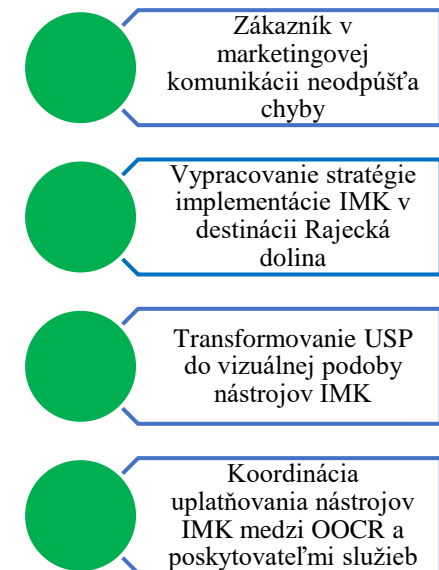 Zákazník v
marketingovej
komunikácii neodpúšťa
chyby
Vypracovanie stratégie
implementácie IMK v
destinácii Rajecká
dolina
Transformovanie USP
do vizuálnej podoby
nástrojov IMK
Koordinácia
uplatňovania nástrojov
IMK medzi OOCR a
poskytovateľmi služieb